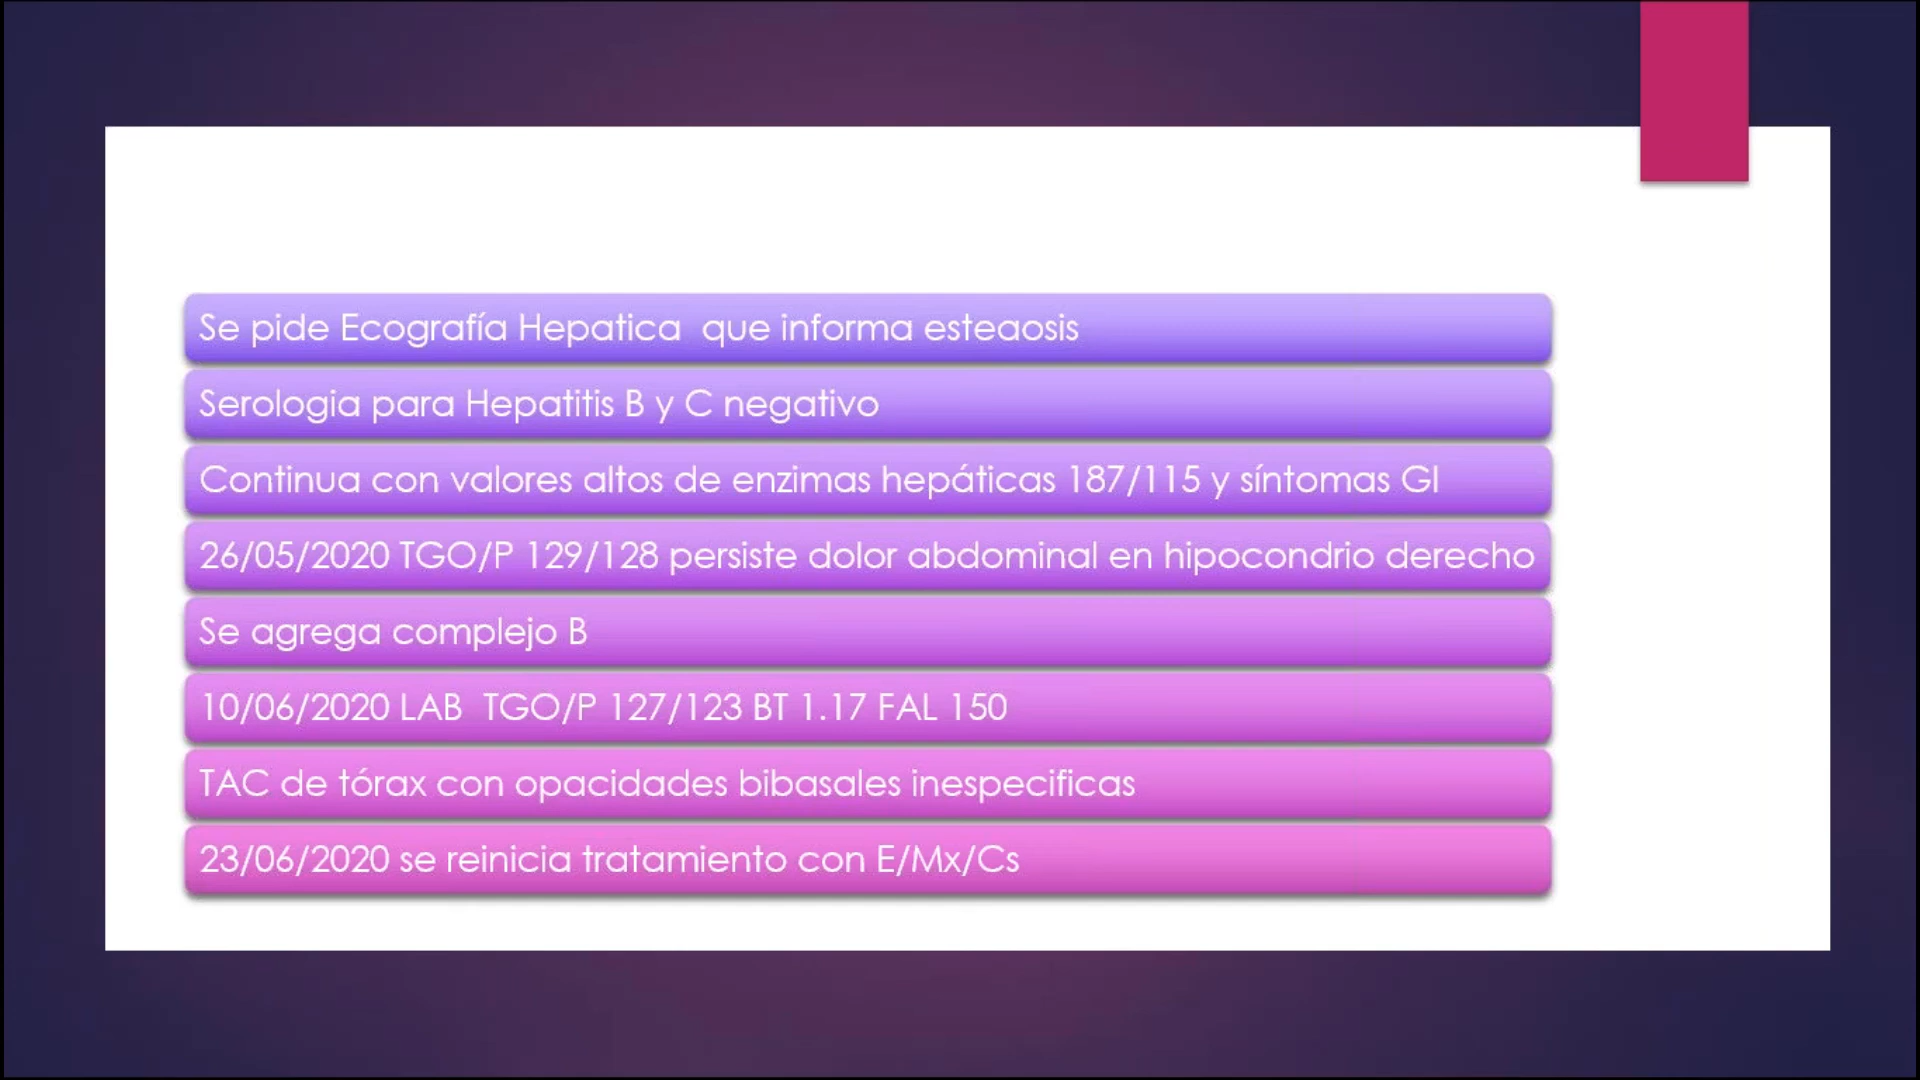 Se pide Ecografía Hepatica que informa esteaosis
Serologia para Hepatitis B y C negativo
Continua con valores altos de enzimas hepáticas 187/115 y síntomas GI
26/05/2020 TGO/P 129/128 persiste dolor abdominal en hipocondrio derecho
Se agrega complejo B
10/06/2020 LAB TGO/P 127/123 BT 1.17 FAL 150
TAC de tórax con opacidades bibasales inespecificas
23/06/2020 se reinicia tratamiento con E/Mx/Cs